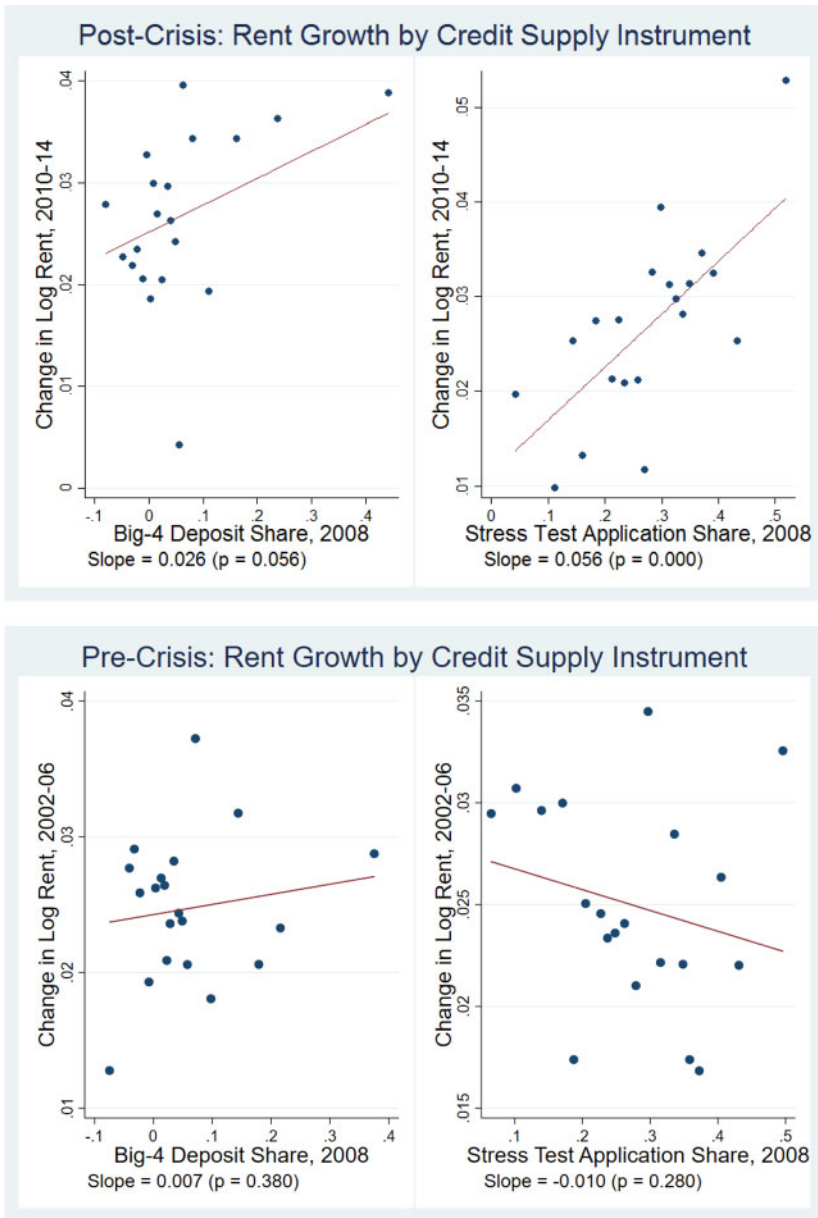 Post-Crisis: Rent Growth by Credit Supply Instrument
Change in Log Rent, 2010-14
.04
.03
.02
.01
0
-.1 0 .1 .2 .3 .4
Big-4 Deposit Share, 2008
Slope = 0.026 (p = 0.056)
Change in Log Rent, 2010-14
.05
.04
.03
.02
.01
0 .1 .2 .3 .4 .5
Stress Test Application Share, 2008
Slope = 0.056 (p = 0.000)
Pre-Crisis: Rent Growth by Credit Supply Instrument
Change in Log Rent, 2002-06
.04
.03
.02
.01
-.1 0 .1 .2 .3 .4
Big-4 Deposit Share, 2008
Slope = 0.007 (p = 0.380)
Change in Log Rent, 2002-06
.035
.03
.025
.02
.015
.1 .2 .3 .4 .5
Stress Test Application Share, 2008
Slope = -0.010 (p = 0.280)